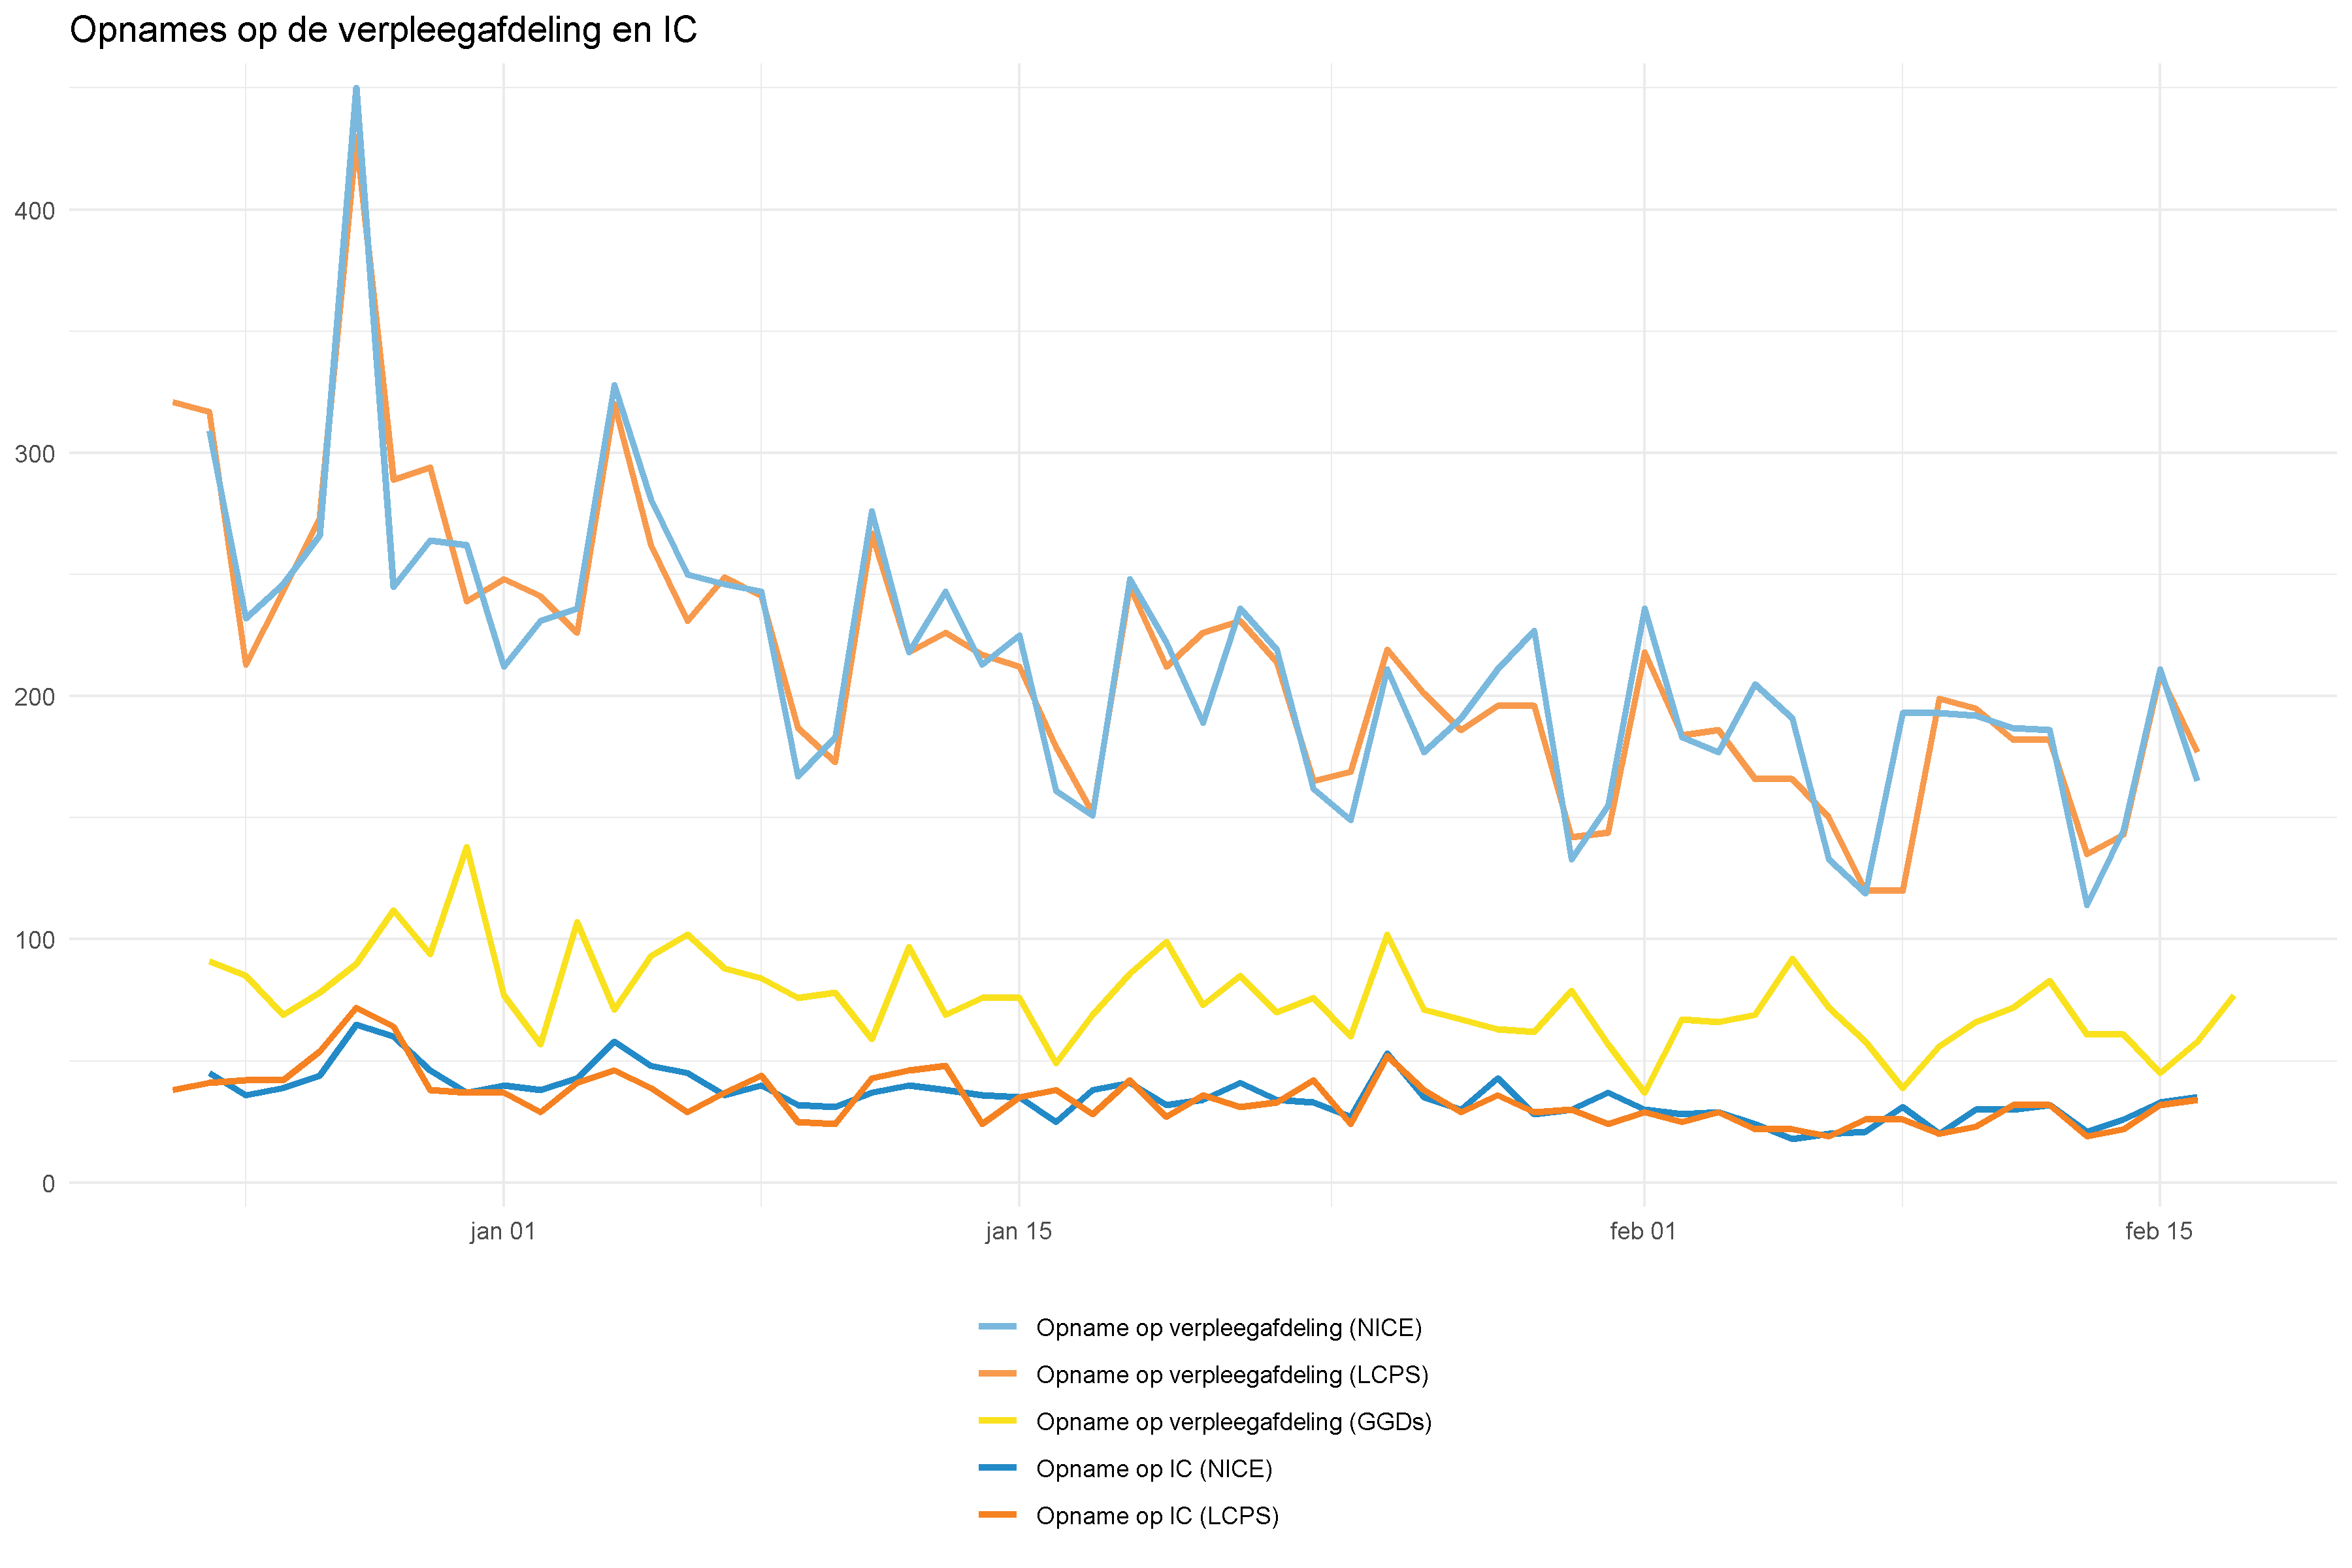 Opnames op de verpleegafdeling en IC
400
300
200
100
0
jan 01
jan 15
feb 01
feb 15
Opname op verpleegafdeling (NICE)
Opname op verpleegafdeling (LCPS)
Opname op verpleegafdeling (GGDs)
Opname op IC (NICE)
Opname op IC (LCPS)